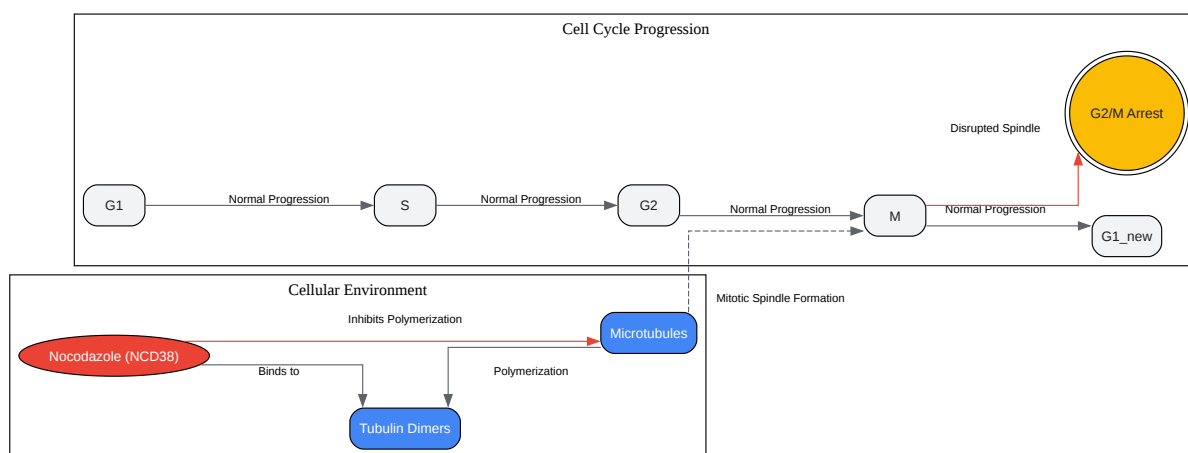 Cell Cycle Progression
G2/M Arrest
Disrupted Spindle
G1
Normal Progression
S
Normal Progression
G2
Normal Progression
M
Normal Progression
G1_new
Cellular Environment
Mitotic Spindle Formation
Inhibits Polymerization
Microtubules
Nocodazole (NCD38)
Binds to
Polymerization
Tubulin Dimers